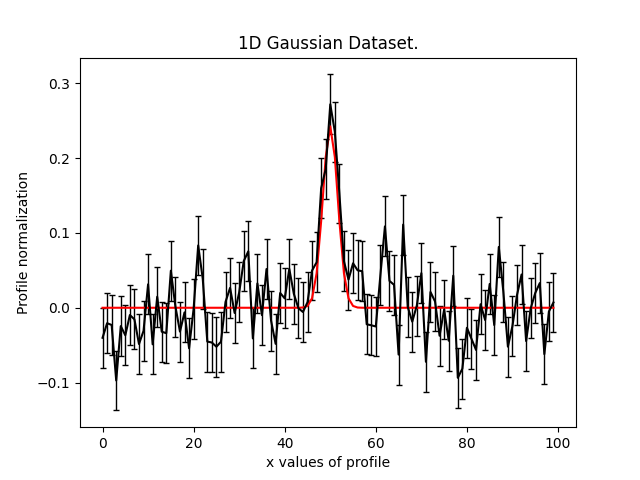 1D Gaussian Dataset.
Profile normalization
0.3
0.2
0.1
0.0
−0.1
0 20 40 60 80 100
x values of profile